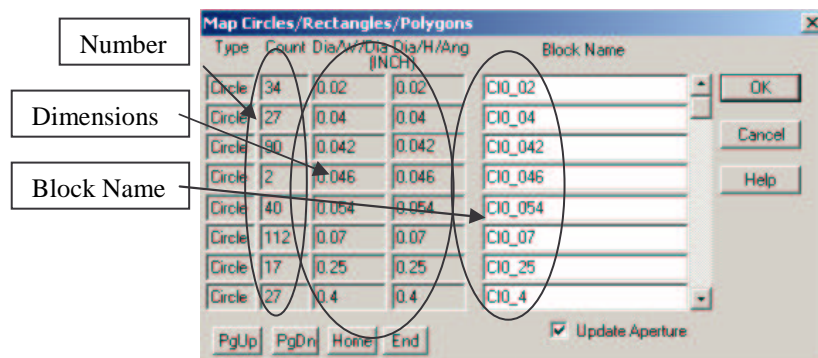 Map Circles/Rectangles/Polygons
Number
Type Count Dia/W/Dia Dia/H/Ang Block Name
(INCH)
Circle 34 0.02 0.02 CI0_02 OK
Circle 27 0.04 0.04 CI0_04
Dimensions
Circle 90 0.042 0.042 CI0_042 Cancel
Circle 2 0.046 0.046 CI0_046 Help
Block Name
Circle 40 0.054 0.054 CI0_054
Circle 112 0.07 0.07 CI0_07
Circle 17 0.25 0.25 CI0_25
Circle 27 0.4 0.4 CI0_4
PgUp PgDn Home End Update Aperture